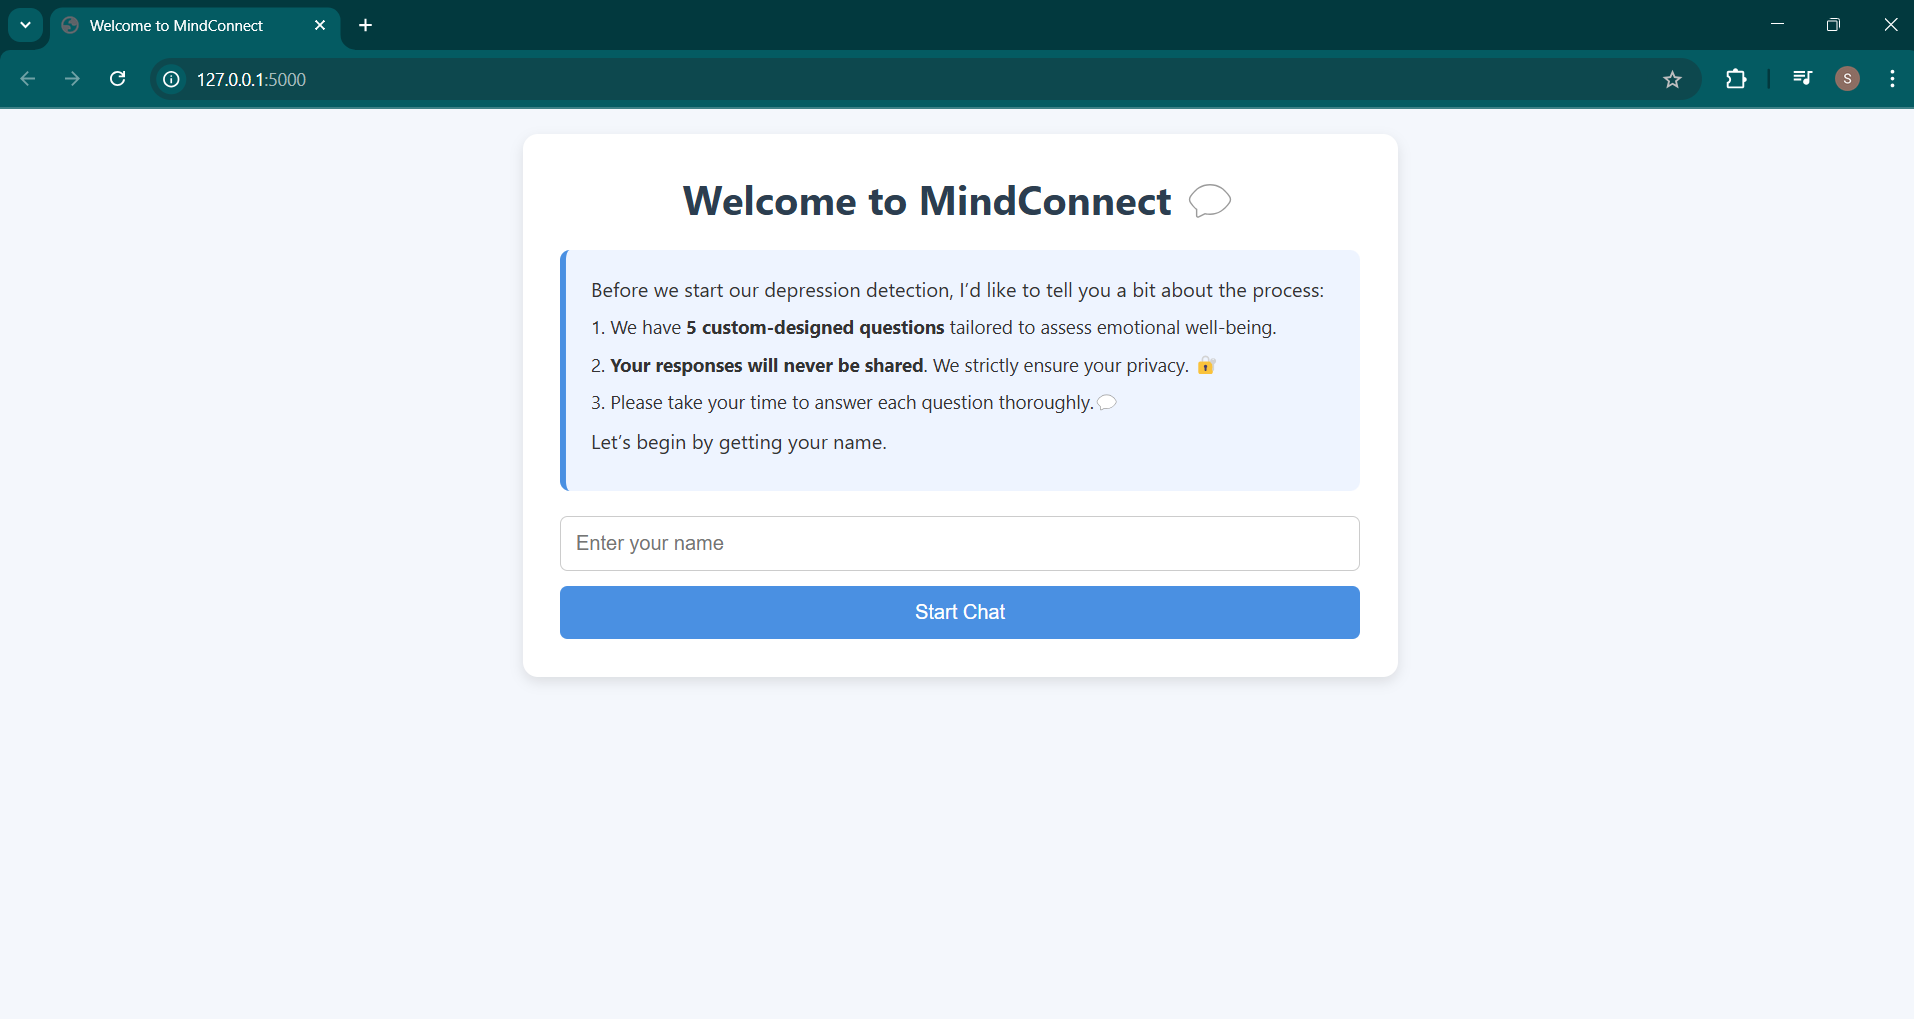 Welcome to MindConnect
127.0.0.1:5000
S
Welcome to MindConnect 💬
Before we start our depression detection, I'd like to tell you a bit about the process:
1. We have 5 custom-designed questions tailored to assess emotional well-being.
2. Your responses will never be shared. We strictly ensure your privacy. 🔐
3. Please take your time to answer each question thoroughly.💬
Let's begin by getting your name.
Enter your name
Start Chat